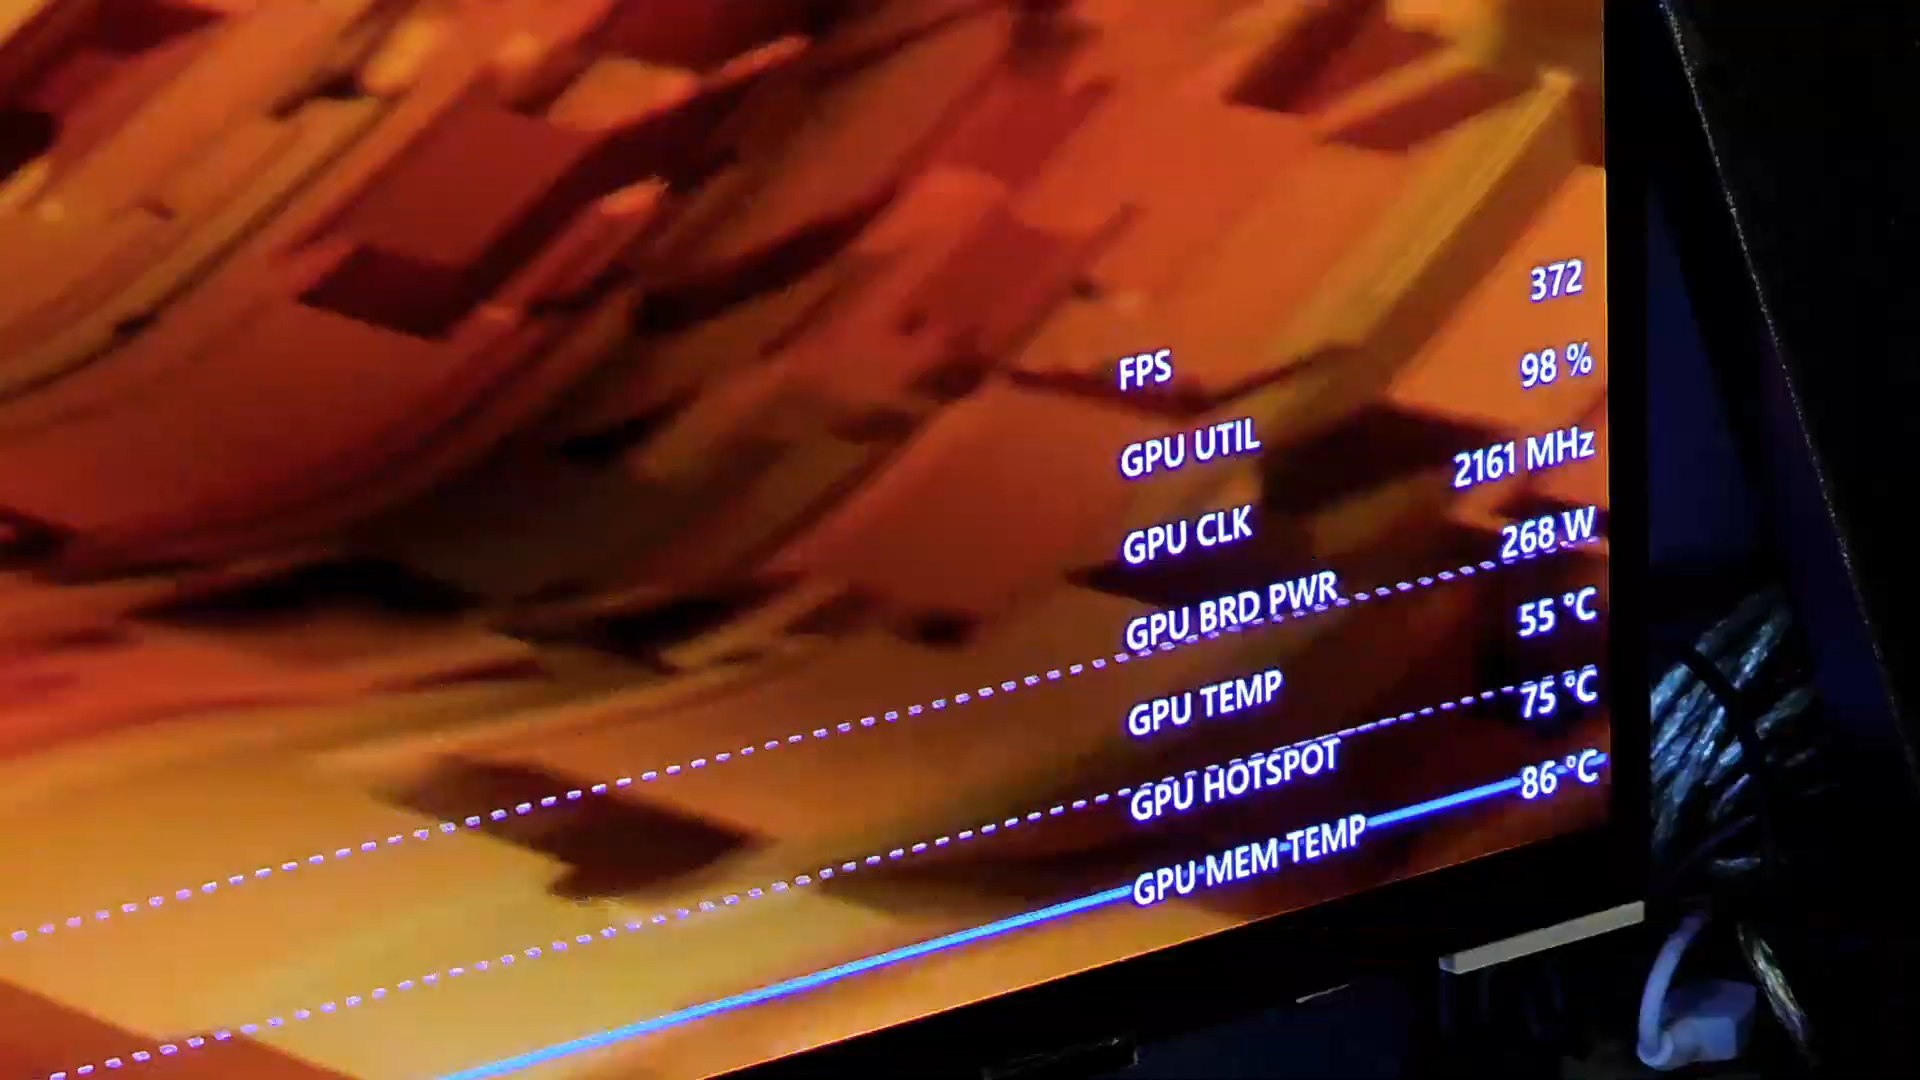 FPS 372
GPU UTIL 98 %
GPU CLK 2161 MHz
GPU BRD PWR 268 W
GPU TEMP 55 °C
GPU HOTSPOT 75 °C
GPU MEM TEMP 86 °C